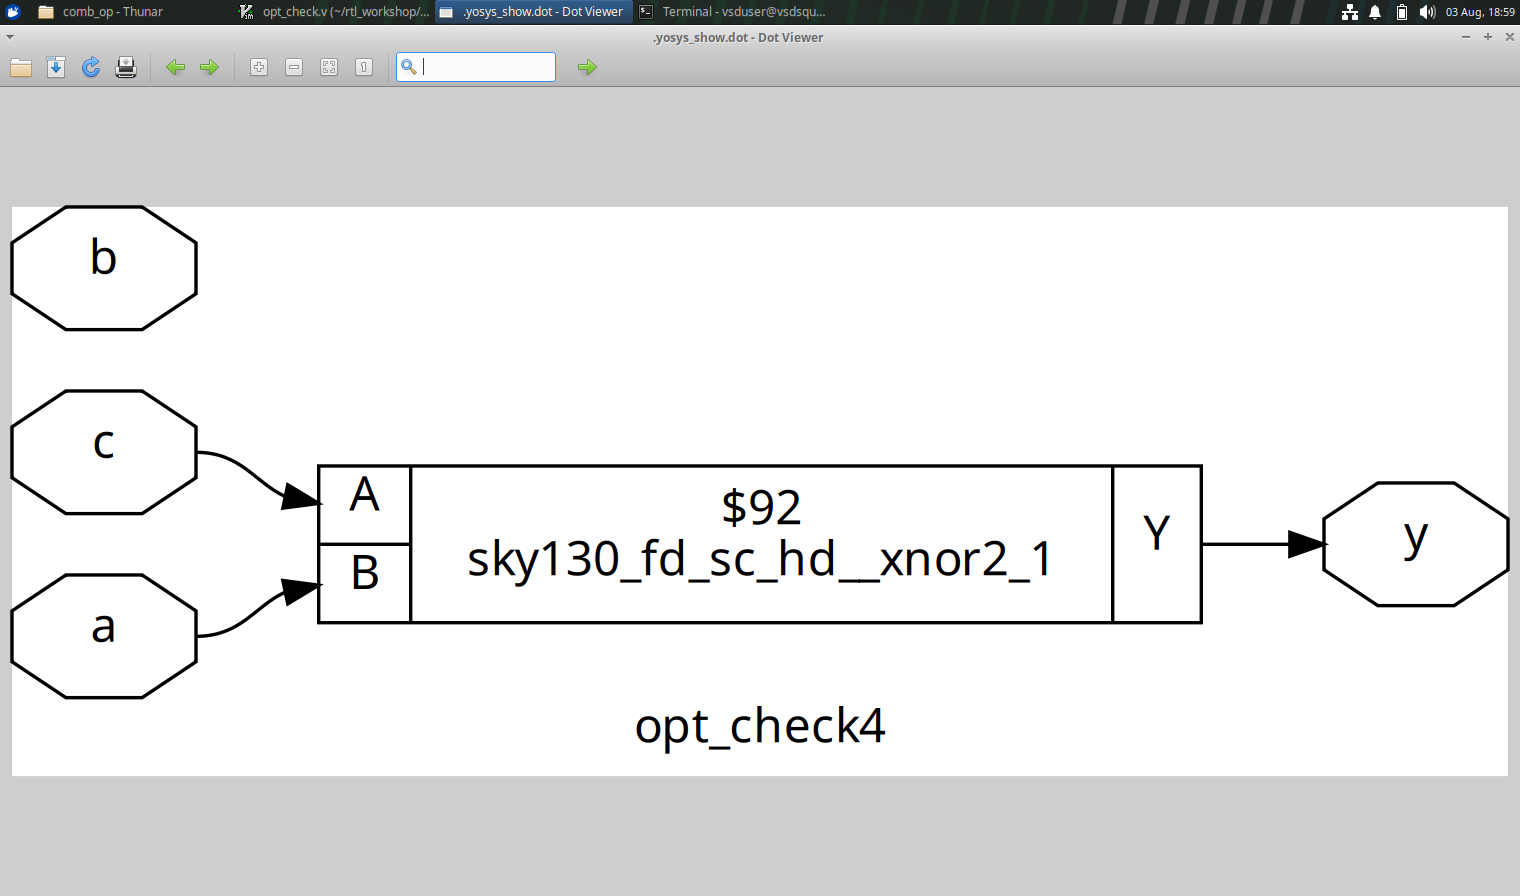 comb_op - Thunar
opt_check.v (~/rtl_workshop/...
.yosys_show.dot - Dot Viewer
Terminal - vsduser@vsdsqu...
03 Aug, 18:59
.yosys_show.dot - Dot Viewer
b
c
a
A
B
$92
sky130_fd_sc_hd__xnor2_1
Y
y
opt_check4